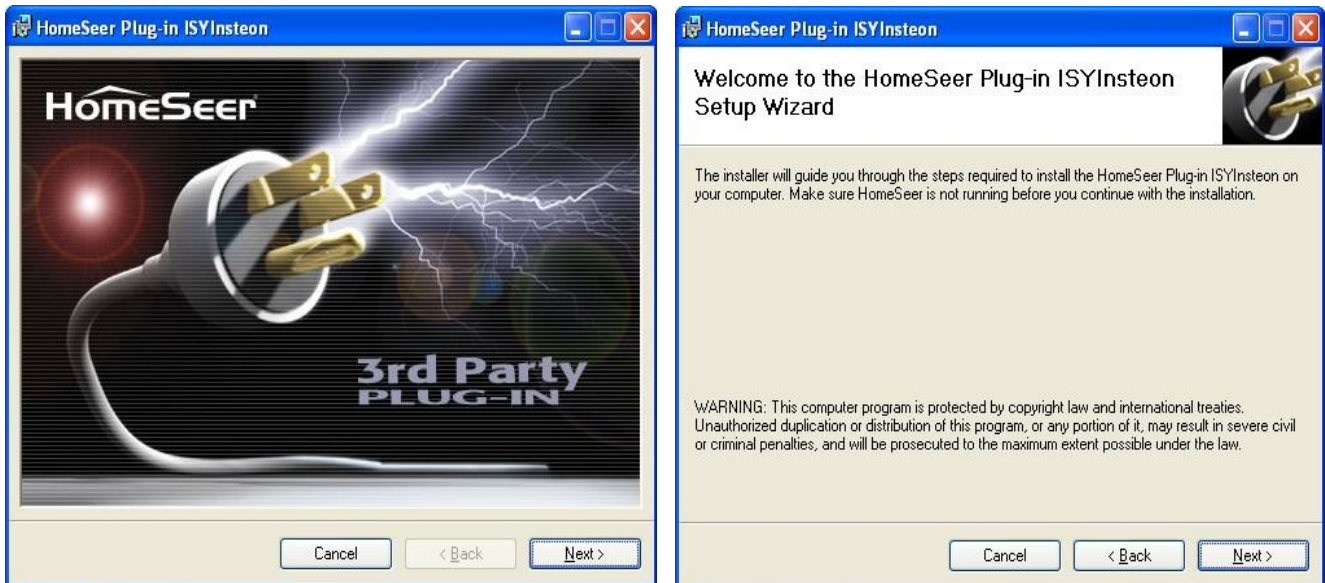 HomeSeer Plug-in ISYInsteon
HomeSeer
3rd Party
PLUG-IN
Cancel
< Back
Next >
HomeSeer Plug-in ISYInsteon
Welcome to the HomeSeer Plug-in ISYInsteon
Setup Wizard
The installer will guide you through the steps required to install the HomeSeer Plug-in ISYInsteon on
your computer. Make sure HomeSeer is not running before you continue with the installation.
WARNING: This computer program is protected by copyright law and international treaties.
Unauthorized duplication or distribution of this program, or any portion of it, may result in severe civil
or criminal penalties, and will be prosecuted to the maximum extent possible under the law.
Cancel
< Back
Next >